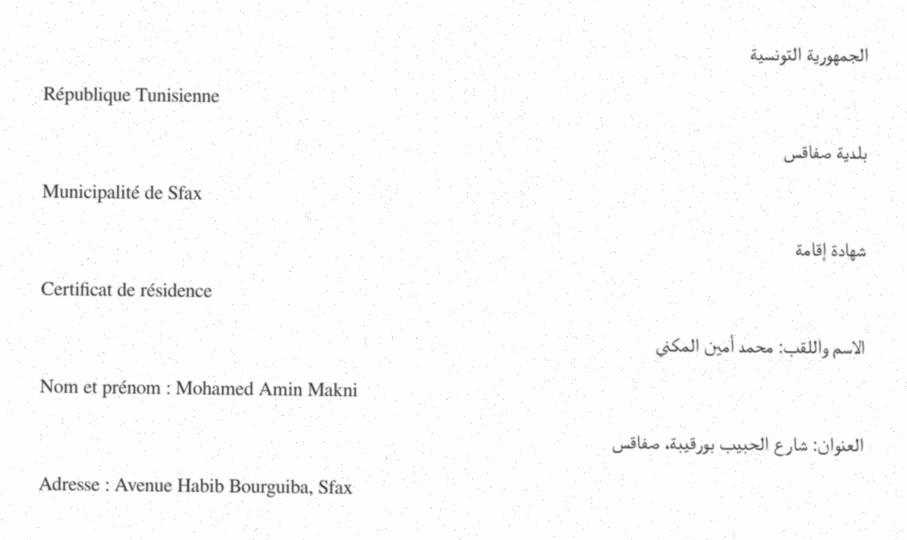 الجمهورية التونسية
République Tunisienne
بلدية صفاقس
Municipalité de Sfax
شهادة إقامة
Certificat de résidence
الاسم واللقب: محمد أمين المكني
Nom et prénom : Mohamed Amin Makni
العنوان: شارع الحبيب بورقيبة، صفاقس
Adresse : Avenue Habib Bourguiba, Sfax